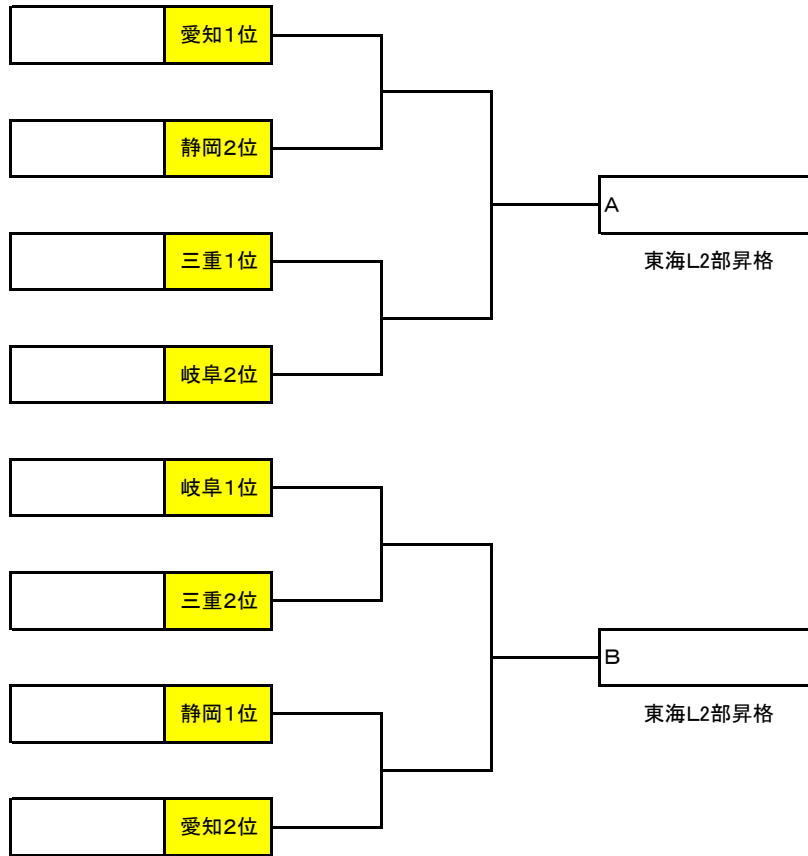 愛知１位
静岡２位
三重１位
岐阜２位
岐阜１位
三重２位
静岡１位
愛知２位
Ａ
東海L2部昇格
Ｂ
東海L2部昇格